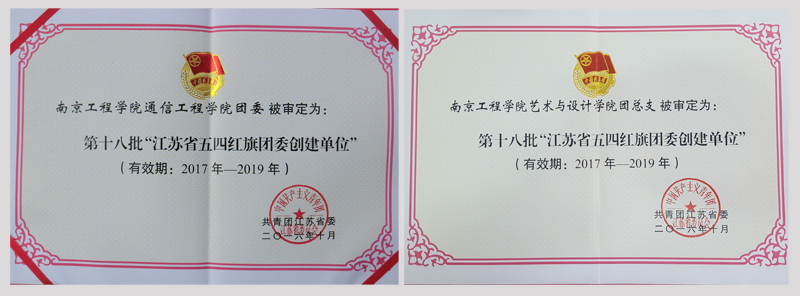 南京工程学院通信工程学院团委 被审定为：
第十八批“江苏省五四红旗团委创建单位”
（有效期：2017 年—2019 年）
共青团江苏省委
二〇一六年十月
南京工程学院艺术与设计学院团总支 被审定为：
第十八批“江苏省五四红旗团委创建单位”
（有效期：2017 年—2019 年）
共青团江苏省委
二〇一六年十月